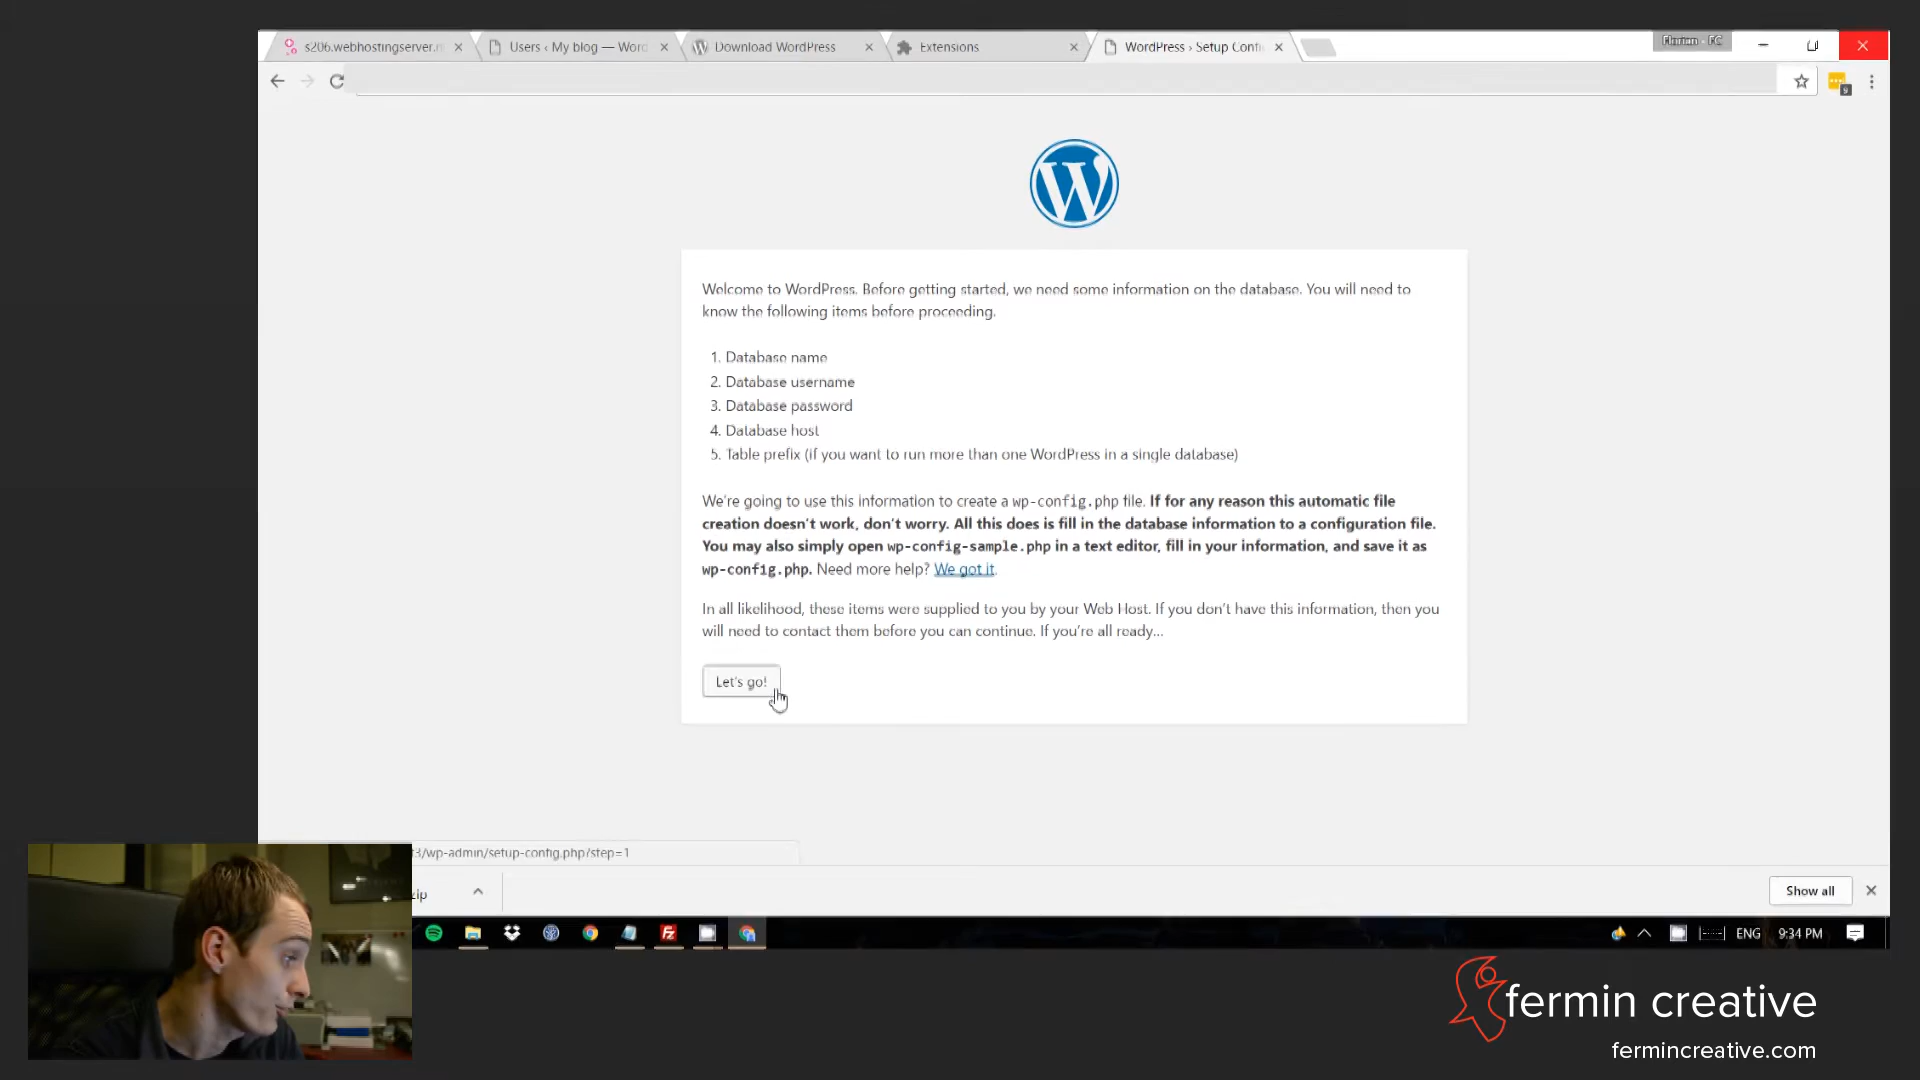 s206.webhostingserver.n
Users ‹ My blog — Word
Download WordPress
Extensions
WordPress › Setup Confi
Florian - FC
9
Welcome to WordPress. Before getting started, we need some information on the database. You will need to
know the following items before proceeding.
1. Database name
2. Database username
3. Database password
4. Database host
5. Table prefix (if you want to run more than one WordPress in a single database)
We're going to use this information to create a wp-config.php file. If for any reason this automatic file
creation doesn't work, don't worry. All this does is fill in the database information to a configuration file.
You may also simply open wp-config-sample.php in a text editor, fill in your information, and save it as
wp-config.php. Need more help? We got it.
In all likelihood, these items were supplied to you by your Web Host. If you don't have this information, then you
will need to contact them before you can continue. If you're all ready...
Let's go!
3/wp-admin/setup-config.php?step=1
zip
Show all
ENG
9:34 PM
fermin creative
fermincreative.com